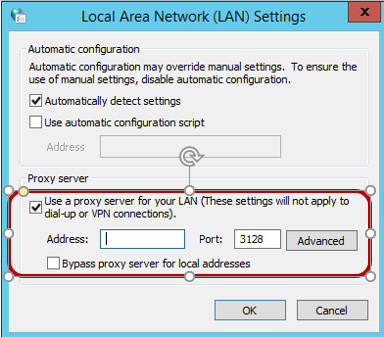 Local Area Network (LAN) Settings
x
Automatic configuration
Automatic configuration may override manual settings. To ensure the
use of manual settings, disable automatic configuration.
Automatically detect settings
Use automatic configuration script
Address
Proxy server
Use a proxy server for your LAN (These settings will not apply to
dial-up or VPN connections).
Address: Port: 3128 Advanced
Bypass proxy server for local addresses
OK Cancel